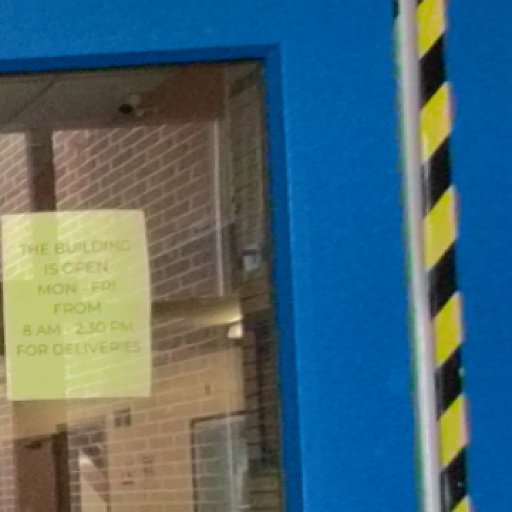 THE BUILDING
IS OPEN
MON - FRI
FROM
8 AM - 2:30 PM
FOR DELIVERIES